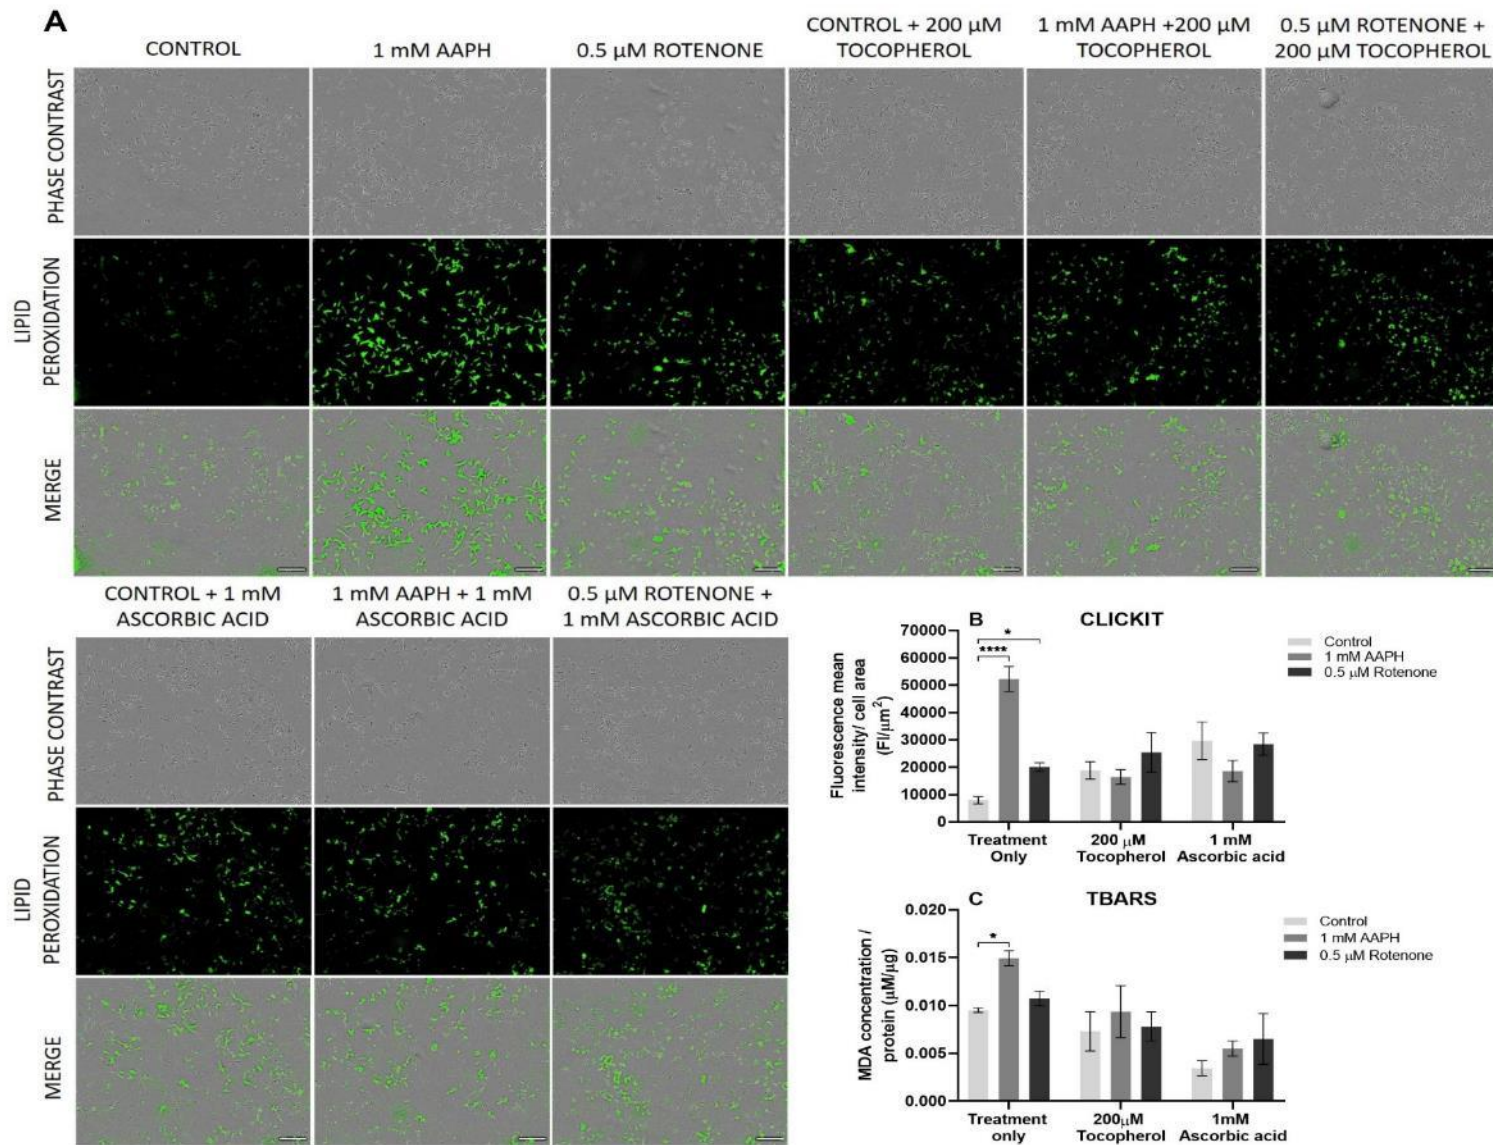 A
CONTROL
1 mM AAPH
0.5 µM ROTENONE
CONTROL + 200 µM
TOCOPHEROL
1 mM AAPH +200 µM
TOCOPHEROL
0.5 µM ROTENONE +
200 µM TOCOPHEROL
PHASE CONTRAST
LIPID
PEROXIDATION
MERGE
CONTROL + 1 mM
ASCORBIC ACID
1 mM AAPH + 1 mM
ASCORBIC ACID
0.5 µM ROTENONE +
1 mM ASCORBIC ACID
PHASE CONTRAST
LIPID
PEROXIDATION
MERGE
B
CLICKIT
Fluorescence mean
intensity/ cell area
(FI/µm²)
70000
60000
50000
40000
30000
20000
10000
0
*
****
Control
1 mM AAPH
0.5 µM Rotenone
Treatment
Only
200 µM
Tocopherol
1 mM
Ascorbic acid
C
TBARS
MDA concentration /
protein (µM/µg)
0.020
0.015
0.010
0.005
0.000
*
Control
1 mM AAPH
0.5 µM Rotenone
Treatment
only
200µM
Tocopherol
1mM
Ascorbic acid